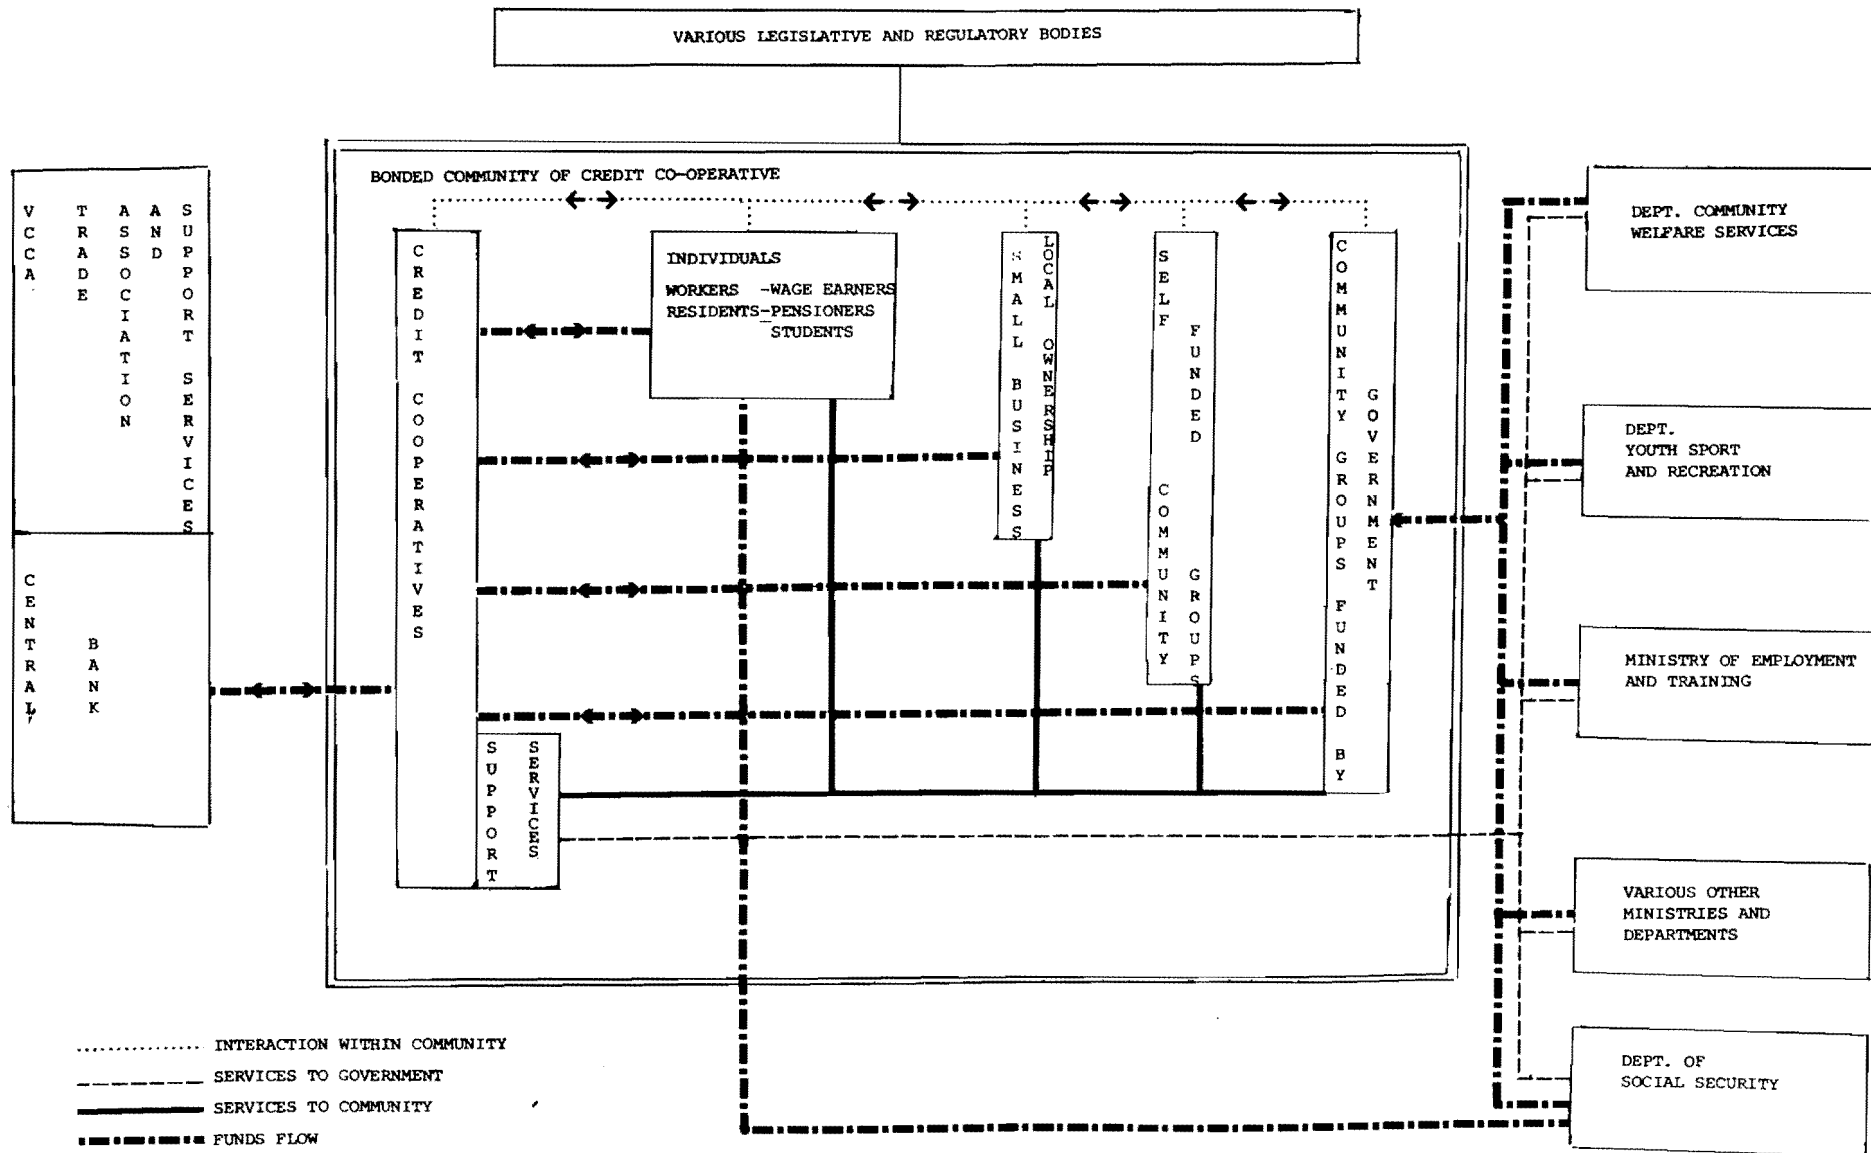 VARIOUS LEGISLATIVE AND REGULATORY BODIES
BONDED COMMUNITY OF CREDIT CO-OPERATIVE
VCCA
TRADE
ASSOCIATION
AND
SUPPORT SERVICES
CENTRAL
BANK
CREDIT COOPERATIVES
SUPPORT
SERVICES
INDIVIDUALS
WORKERS -WAGE EARNERS
RESIDENTS-PENSIONERS
-STUDENTS
SMALL BUSINESS
LOCAL OWNERSHIP
SELF
FUNDED
COMMUNITY
GROUPS
COMMUNITY GROUPS FUNDED BY
GOVERNMENT
DEPT. COMMUNITY
WELFARE SERVICES
DEPT.
YOUTH SPORT
AND RECREATION
MINISTRY OF EMPLOYMENT
AND TRAINING
VARIOUS OTHER
MINISTRIES AND
DEPARTMENTS
DEPT. OF
SOCIAL SECURITY
INTERACTION WITHIN COMMUNITY
SERVICES TO GOVERNMENT
SERVICES TO COMMUNITY
FUNDS FLOW